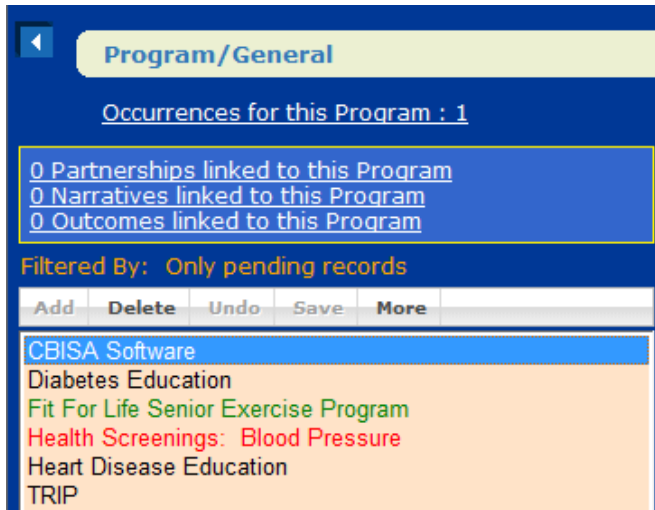 Program/General
Occurrences for this Program : 1
0 Partnerships linked to this Program
0 Narratives linked to this Program
0 Outcomes linked to this Program
Filtered By: Only pending records
Add Delete Undo Save More
CBISA Software
Diabetes Education
Fit For Life Senior Exercise Program
Health Screenings: Blood Pressure
Heart Disease Education
TRIP